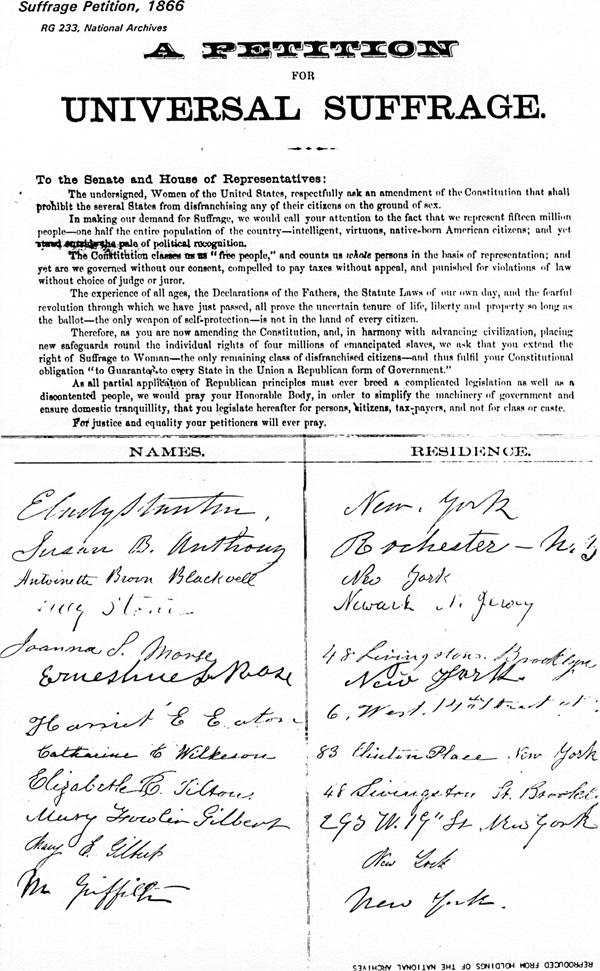 Suffrage Petition, 1866
RG 233, National Archives
A PETITION
FOR
UNIVERSAL SUFFRAGE.
To the Senate and House of Representatives:
The undersigned, Women of the United States, respectfully ask an amendment of the Constitution that shall
prohibit the several States from disfranchising any of their citizens on the ground of sex.
In making our demand for Suffrage, we would call your attention to the fact that we represent fifteen million
people—one half the entire population of the country—intelligent, virtuous, native-born American citizens; and yet
stand outside the pale of political recognition.
The Constitution classes us as "free people," and counts us whole persons in the basis of representation; and
yet are we governed without our consent, compelled to pay taxes without appeal, and punished for violations of law
without choice of judge or juror.
The experience of all ages, the Declarations of the Fathers, the Statute Laws of our own day, and the fearful
revolution through which we have just passed, all prove the uncertain tenure of life, liberty and property so long as
the ballot—the only weapon of self-protection—is not in the hand of every citizen.
Therefore, as you are now amending the Constitution, and, in harmony with advancing civilization, placing
new safeguards round the individual rights of four millions of emancipated slaves, we ask that you extend the
right of Suffrage to Woman—the only remaining class of disfranchised citizens—and thus fulfil your Constitutional
obligation "to Guarantee to every State in the Union a Republican form of Government."
As all partial application of Republican principles must ever breed a complicated legislation as well as a
discontented people, we would pray your Honorable Body, in order to simplify the machinery of government and
ensure domestic tranquillity, that you legislate hereafter for persons, citizens, tax-payers, and not for class or caste.
For justice and equality your petitioners will ever pray.
NAMES. RESIDENCE.
E Cady Stanton, New. York
Susan B. Anthony Rochester – N. Y
Antoinette Brown Blackwell New York
Lucy Stone Newark N. Jersey
Joanna S. Morse 48 Livingston. Brooklyn
Ernestine L Rose New York
Harriet E Eaton 6. West. 14th Street
Catharine C Wilkeson 83 Clinton Place New York
Elizabeth R. Tilton. 48 Livingston St.
Mary Fowler Gilbert 293 W. 19" St. New York
Mary E. Gilbert New York
M Griffith New York.
REPRODUCED FROM HOLDINGS OF THE NATIONAL ARCHIVES